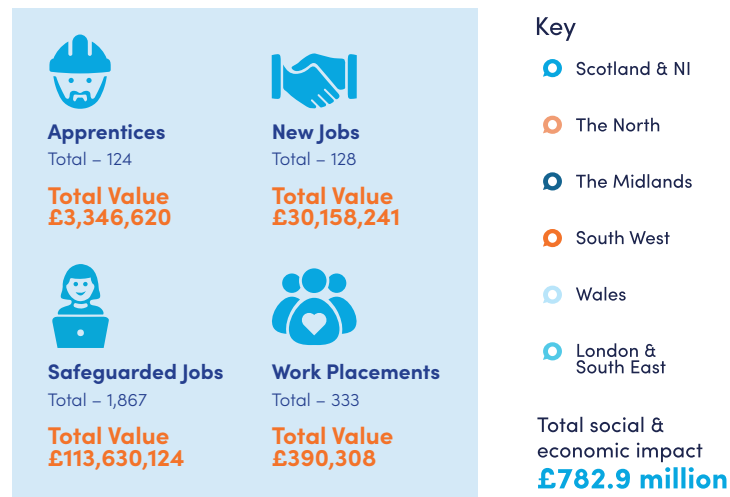 Apprentices
Total – 124
Total Value
£3,346,620
New Jobs
Total – 128
Total Value
£30,158,241
Safeguarded Jobs
Total – 1,867
Total Value
£113,630,124
Work Placements
Total – 333
Total Value
£390,308
Key
Scotland & NI
The North
The Midlands
South West
Wales
London &
South East
Total social &
economic impact
£782.9 million